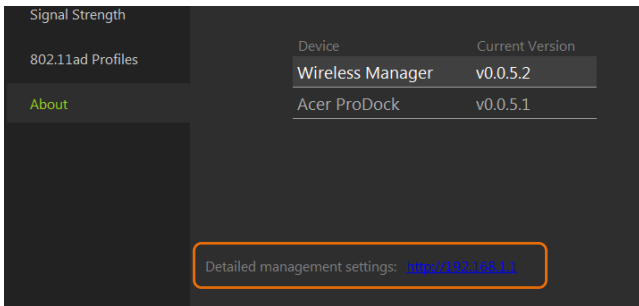 Signal Strength
802.11ad Profiles
About
Device Current Version
Wireless Manager v0.0.5.2
Acer ProDock v0.0.5.1
Detailed management settings: http://192.168.1.1